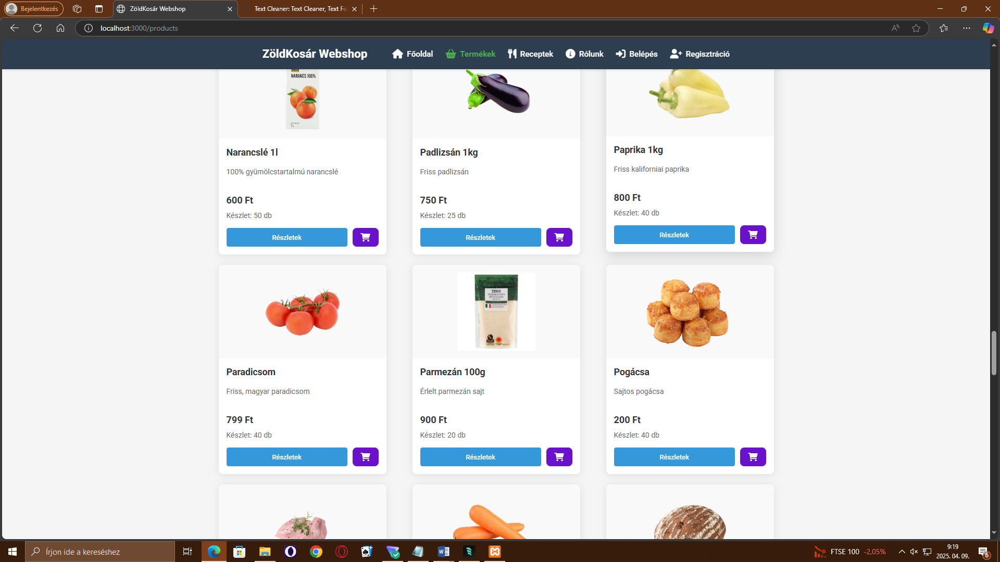 Bejelentkezés
ZöldKosár Webshop
Text Cleaner: Text Cleaner, Text Fo
localhost:3000/products
ZöldKosár Webshop
Főoldal
Termékek
Receptek
Rólunk
Belépés
Regisztráció
NARANCS 100%
1 L
Narancslé 1l
100% gyümölcstartalmú narancslé
600 Ft
Készlet: 50 db
Részletek
Padlizsán 1kg
Friss padlizsán
750 Ft
Készlet: 25 db
Részletek
Paprika 1kg
Friss kaliforniai paprika
800 Ft
Készlet: 40 db
Részletek
Paradicsom
Friss, magyar paradicsom
799 Ft
Készlet: 40 db
Részletek
TESCO
PARMIGIANO
REGGIANO
Parmezán 100g
Érlelt parmezán sajt
900 Ft
Készlet: 20 db
Részletek
Pogácsa
Sajtos pogácsa
200 Ft
Készlet: 40 db
Részletek
Írjon ide a kereséshez
FTSE 100 -2,05%
9:19
2025. 04. 09.
6